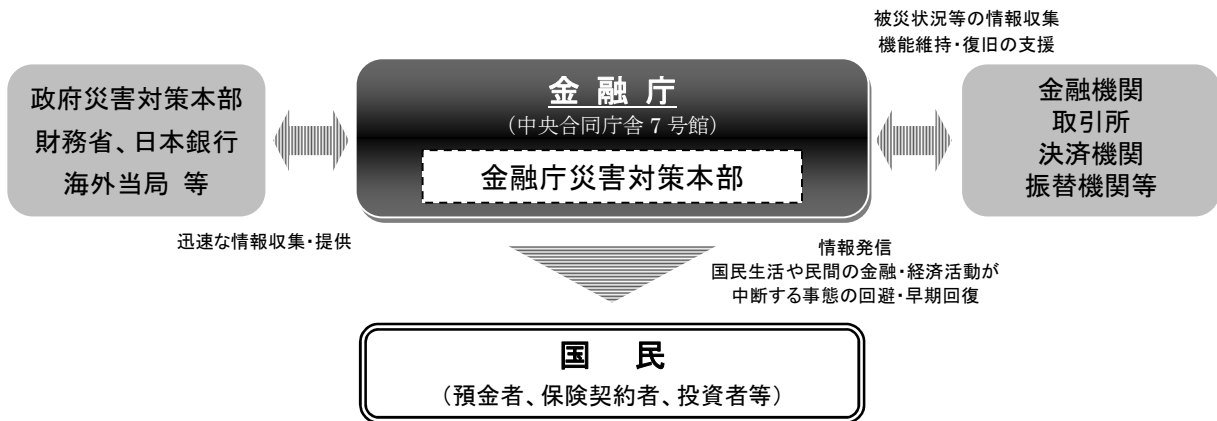 被災状況等の情報収集
機能維持・復旧の支援
政府災害対策本部
財務省、日本銀行
海外当局 等
金 融 庁
（中央合同庁舎 7 号館）
金融庁災害対策本部
金融機関
取引所
決済機関
振替機関等
迅速な情報収集・提供
情報発信
国民生活や民間の金融・経済活動が
中断する事態の回避・早期回復
国 民
（預金者、保険契約者、投資者等）